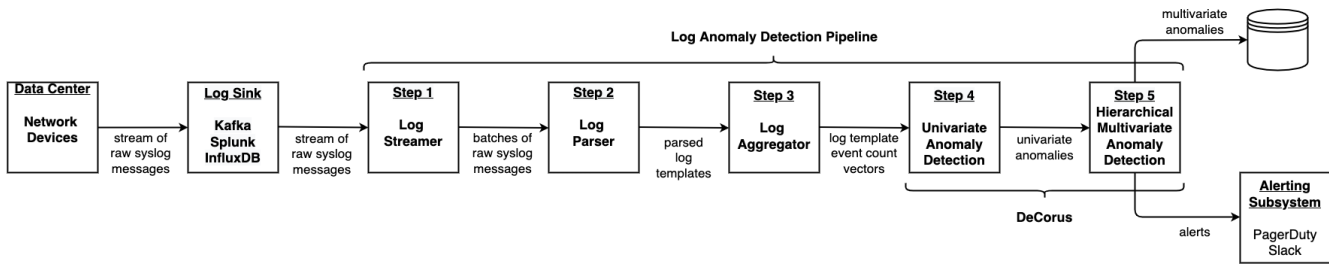 multivariate
anomalies
Log Anomaly Detection Pipeline
Data Center
Network
Devices
stream of
raw syslog
messages
Log Sink
Kafka
Splunk
InfluxDB
stream of
raw syslog
messages
Step 1
Log
Streamer
batches of
raw syslog
messages
Step 2
Log
Parser
parsed
log
templates
Step 3
Log
Aggregator
log template
event count
vectors
Step 4
Univariate
Anomaly
Detection
univariate
anomalies
Step 5
Hierarchical
Multivariate
Anomaly
Detection
DeCorus
alerts
Alerting
Subsystem
PagerDuty
Slack